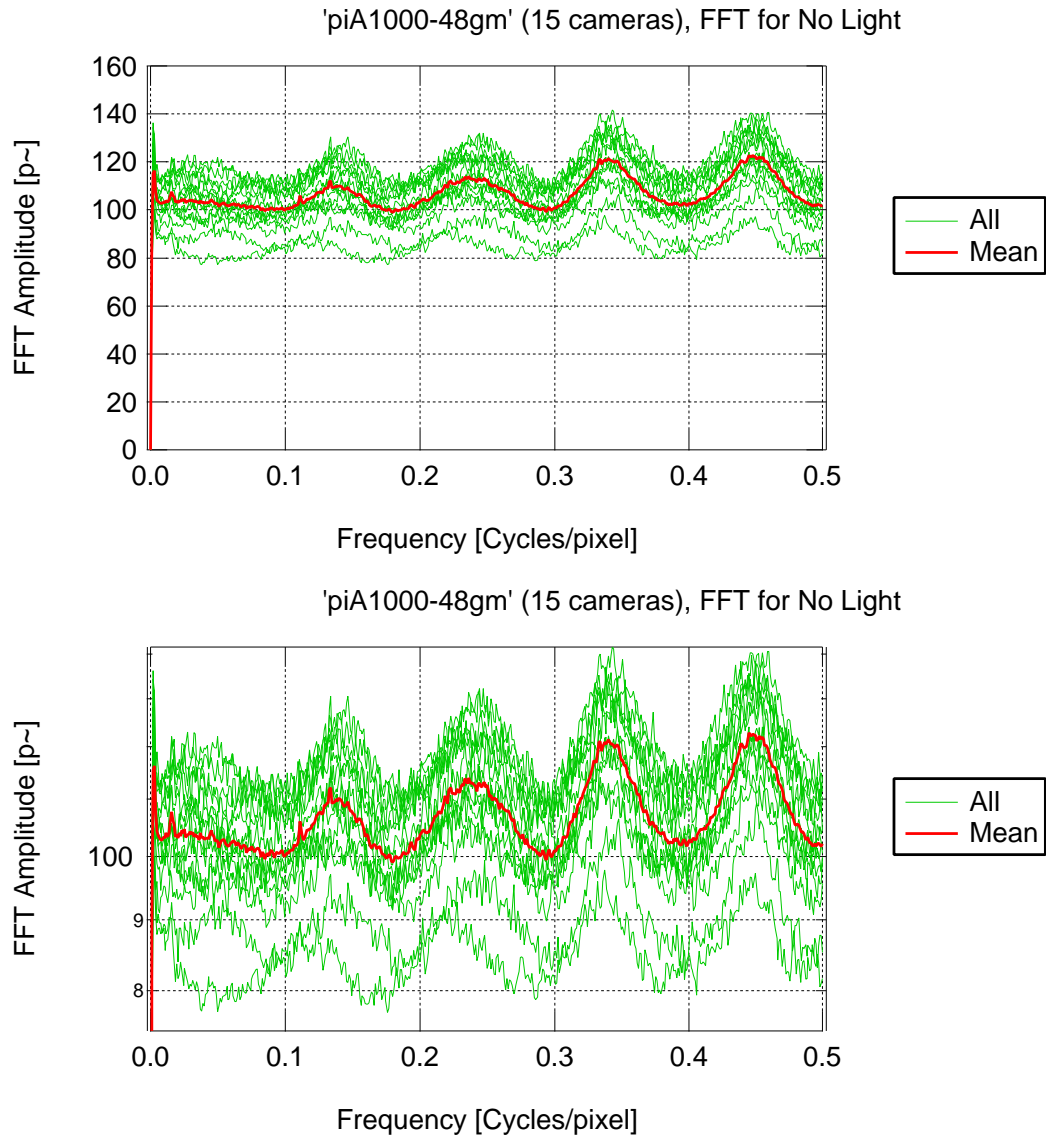 'piA1000-48gm' (15 cameras), FFT for No Light
160
140
120
100
80
60
40
20
0
FFT Amplitude [p~]
0.0 0.1 0.2 0.3 0.4 0.5
Frequency [Cycles/pixel]
All
Mean
'piA1000-48gm' (15 cameras), FFT for No Light
100
9
8
FFT Amplitude [p~]
0.0 0.1 0.2 0.3 0.4 0.5
Frequency [Cycles/pixel]
All
Mean